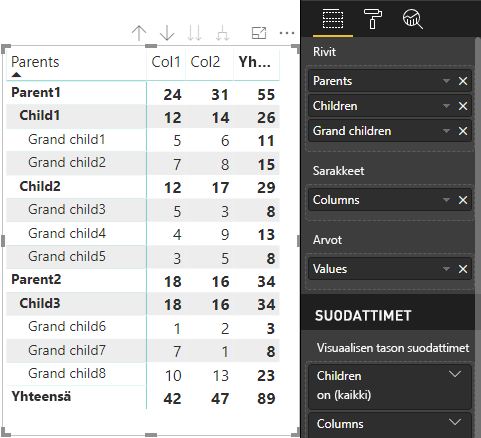 Parents Col1 Col2 Yh...
Parent1 24 31 55
Child1 12 14 26
Grand child1 5 6 11
Grand child2 7 8 15
Child2 12 17 29
Grand child3 5 3 8
Grand child4 4 9 13
Grand child5 3 5 8
Parent2 18 16 34
Child3 18 16 34
Grand child6 1 2 3
Grand child7 7 1 8
Grand child8 10 13 23
Yhteensä 42 47 89
Rivit
Parents
Children
Grand children
Sarakkeet
Columns
Arvot
Values
SUODATTIMET
Visuaalisen tason suodattimet
Children
on (kaikki)
Columns